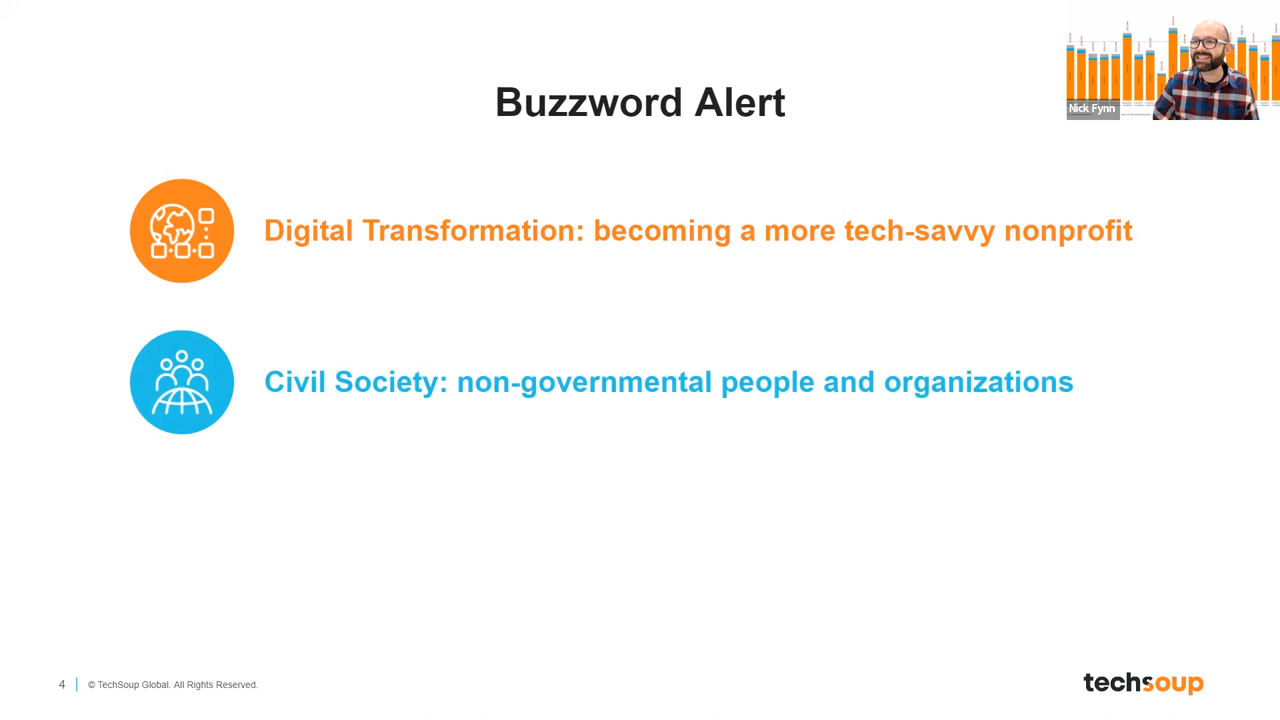 Buzzword Alert
Nick Fynn
Digital Transformation: becoming a more tech-savvy nonprofit
Civil Society: non-governmental people and organizations
4
© TechSoup Global. All Rights Reserved.
techsoup